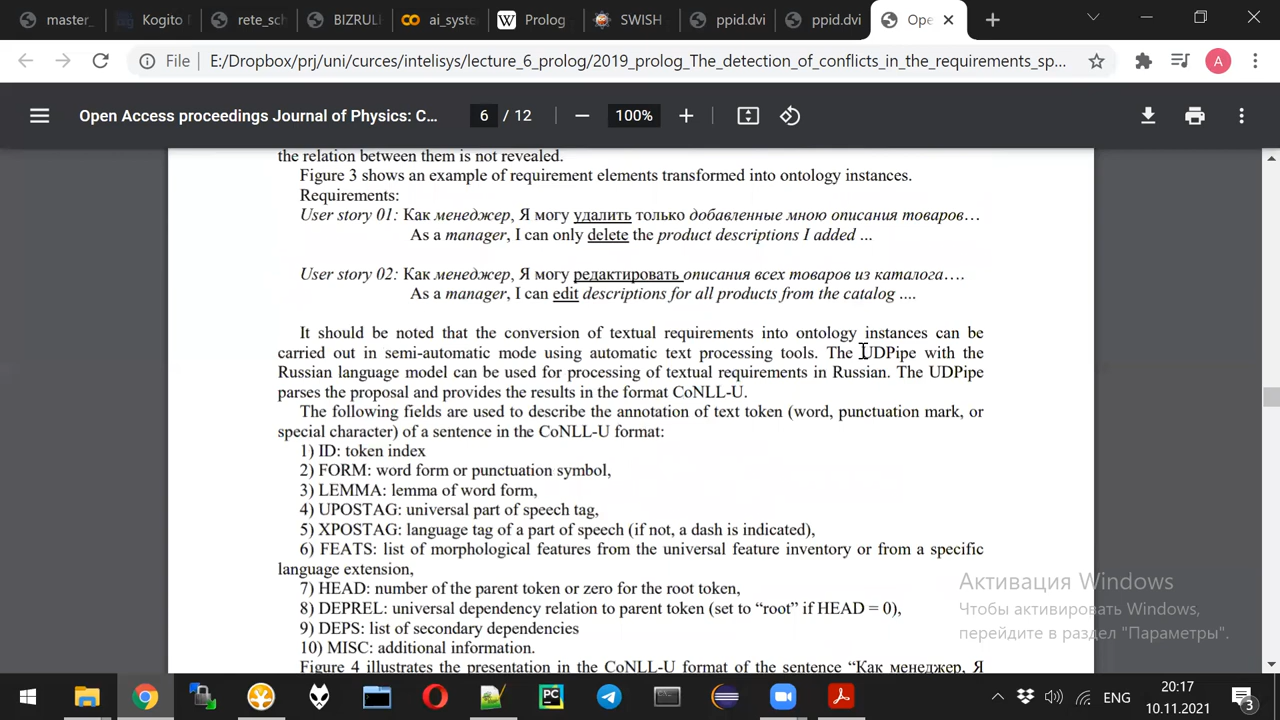 master_
Kogito
rete_sc
BIZRULI
ai_syste
Prolog
SWISH
ppid.dvi
ppid.dvi
Ope
File
E:/Dropbox/prj/uni/curces/intelisys/lecture_6_prolog/2019_prolog_The_detection_of_conflicts_in_the_requirements_sp...
A
Open Access proceedings Journal of Physics: C...
6 / 12
100%
the relation between them is not revealed.
Figure 3 shows an example of requirement elements transformed into ontology instances.
Requirements:
User story 01: Как менеджер, Я могу удалить только добавленные мною описания товаров…
As a manager, I can only delete the product descriptions I added ...
User story 02: Как менеджер, Я могу редактировать описания всех товаров из каталога….
As a manager, I can edit descriptions for all products from the catalog ....
It should be noted that the conversion of textual requirements into ontology instances can be
carried out in semi-automatic mode using automatic text processing tools. The UDPipe with the
Russian language model can be used for processing of textual requirements in Russian. The UDPipe
parses the proposal and provides the results in the format CoNLL-U.
The following fields are used to describe the annotation of text token (word, punctuation mark, or
special character) of a sentence in the CoNLL-U format:
1) ID: token index
2) FORM: word form or punctuation symbol,
3) LEMMA: lemma of word form,
4) UPOSTAG: universal part of speech tag,
5) XPOSTAG: language tag of a part of speech (if not, a dash is indicated),
6) FEATS: list of morphological features from the universal feature inventory or from a specific
language extension,
7) HEAD: number of the parent token or zero for the root token,
8) DEPREL: universal dependency relation to parent token (set to “root” if HEAD = 0),
9) DEPS: list of secondary dependencies
10) MISC: additional information.
Figure 4 illustrates the presentation in the CoNLL-U format of the sentence “Как менеджер, Я
Активация Windows
Чтобы активировать Windows,
перейдите в раздел "Параметры".
ENG
20:17
10.11.2021
3